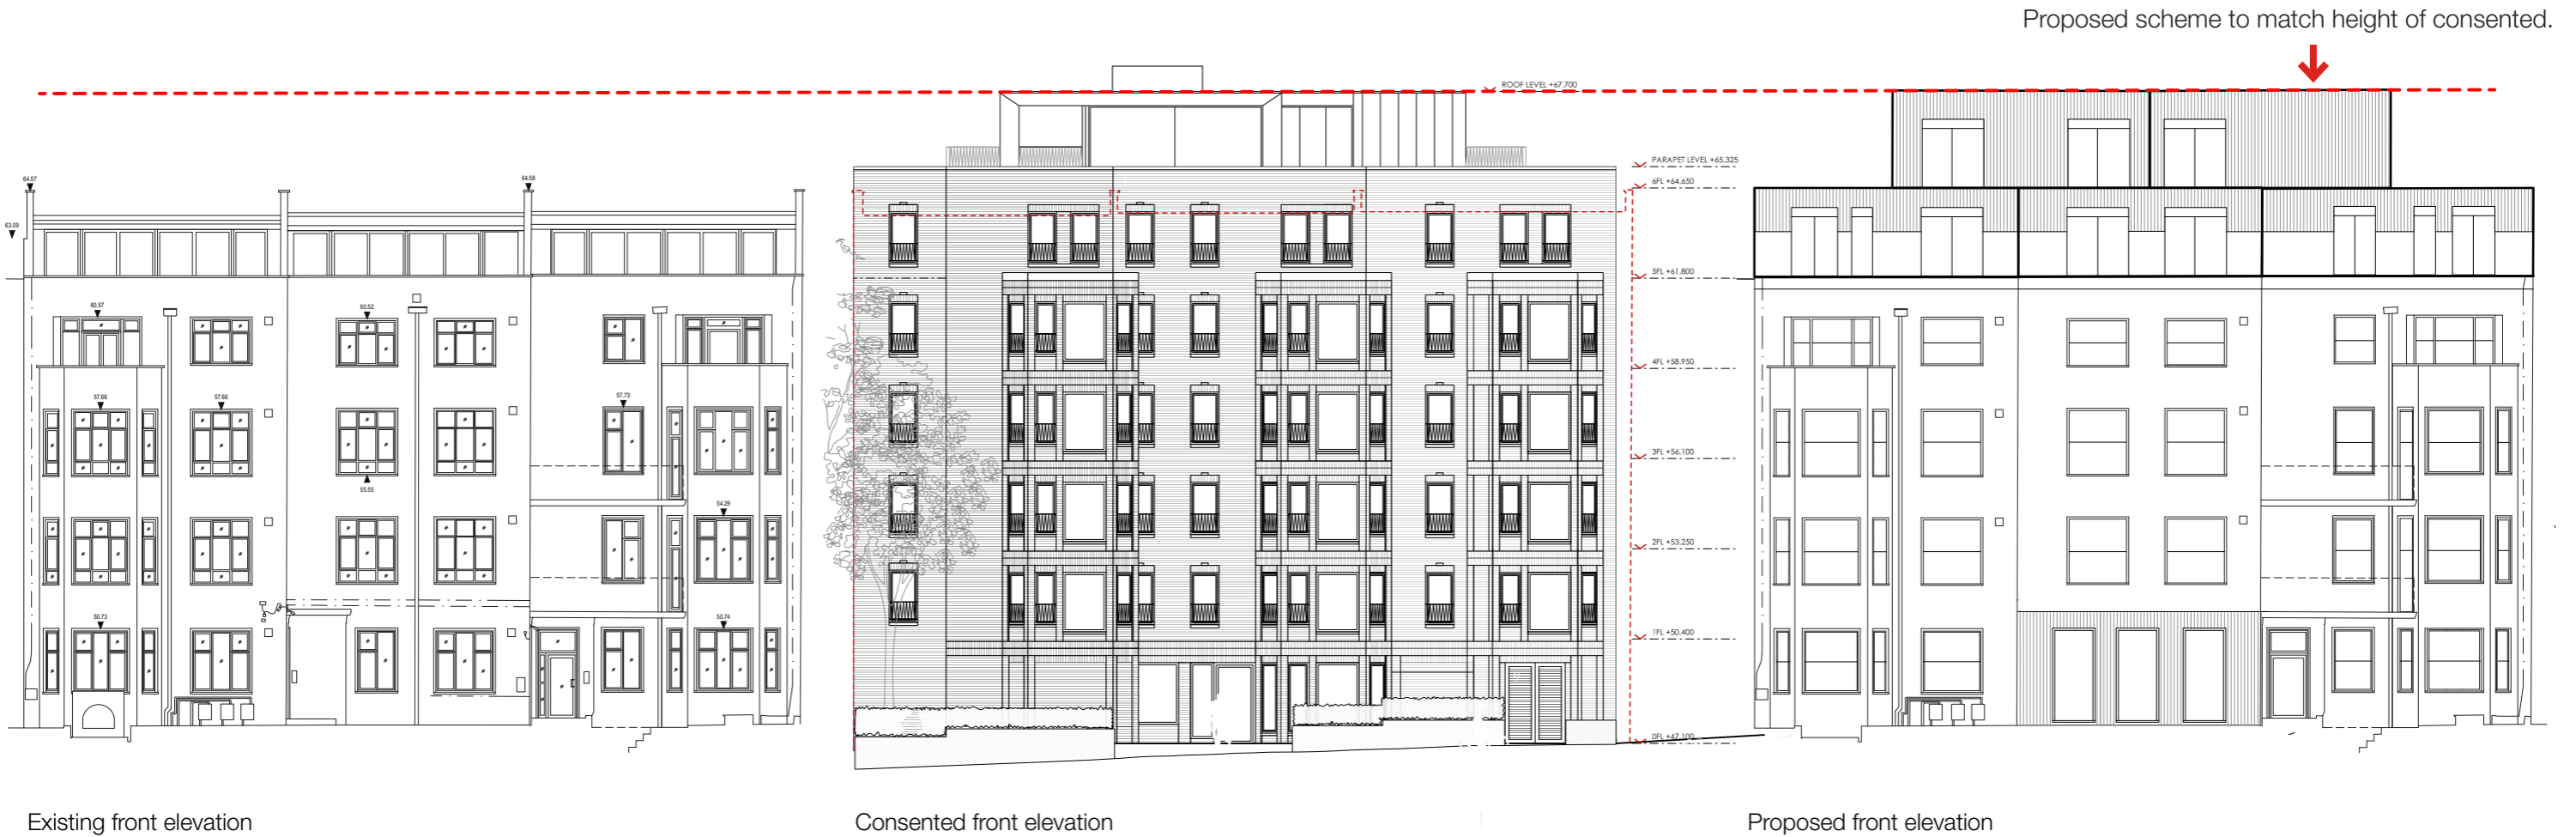 Proposed scheme to match height of consented.
ROOF LEVEL +67.700
PARAPET LEVEL +65.325
6FL +64.650
5FL +61.800
4FL +58.950
3FL +56.100
2FL +53.250
1FL +50.400
0FL +47.100
64.57
64.58
63.09
60.57
60.52
57.66
57.66
57.73
55.55
54.29
50.73
50.74
Existing front elevation
Consented front elevation
Proposed front elevation